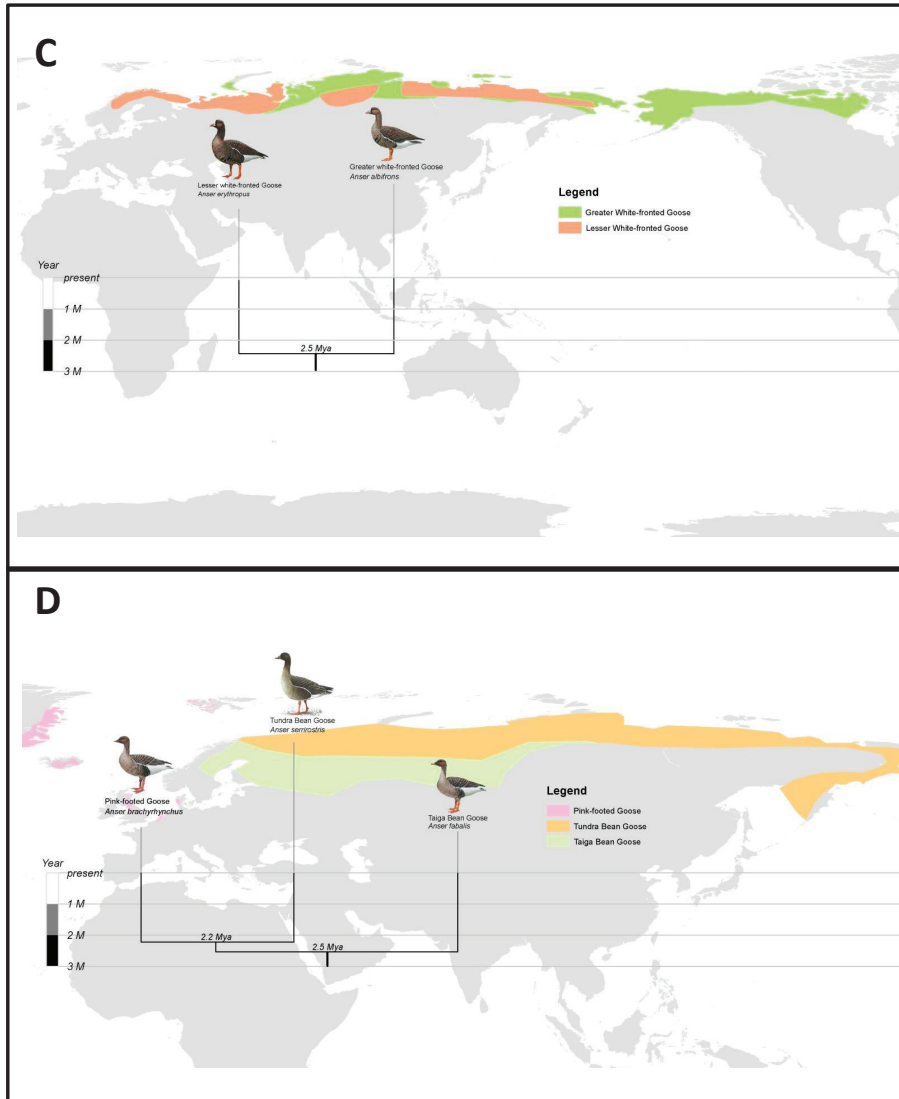 C
Lesser white-fronted Goose
Anser erythropus
Greater white-fronted Goose
Anser albifrons
Legend
Greater White-fronted Goose
Lesser White-fronted Goose
Year
present
1 M
2 M
2.5 Mya
3 M
D
Tundra Bean Goose
Anser serrirostris
Pink-footed Goose
Anser brachyrhynchus
Taiga Bean Goose
Anser fabalis
Legend
Pink-footed Goose
Tundra Bean Goose
Taiga Bean Goose
Year
present
1 M
2 M
2.2 Mya
2.5 Mya
3 M